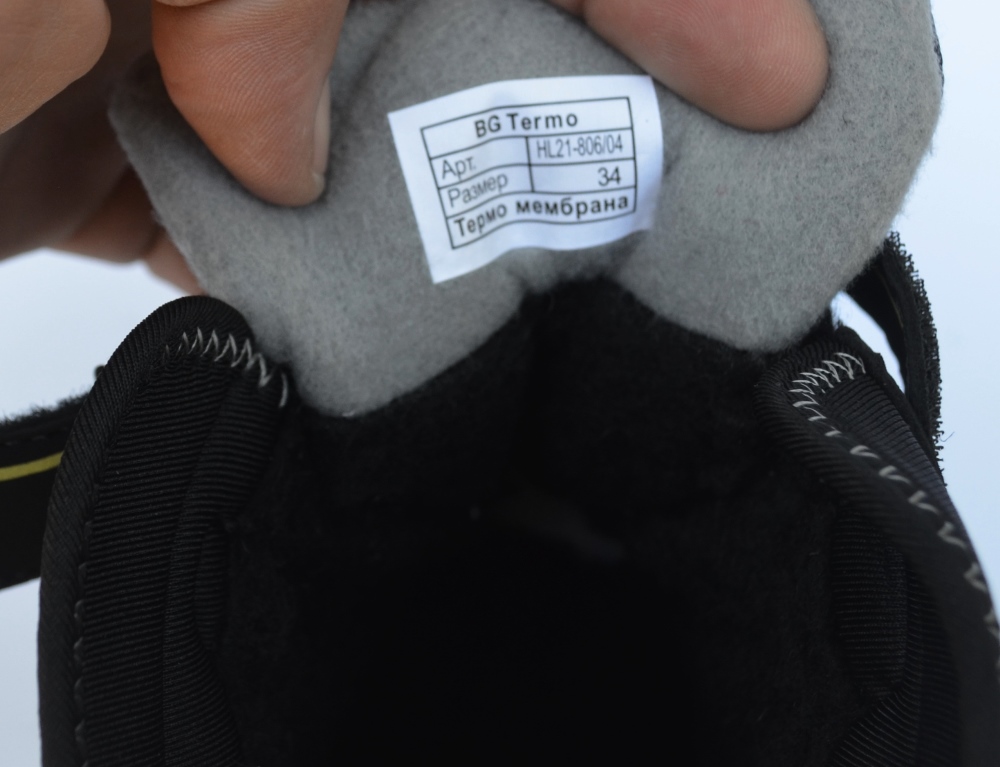 BG Termo
Арт. HL21-806/04
Размер 34
Термо мембрана